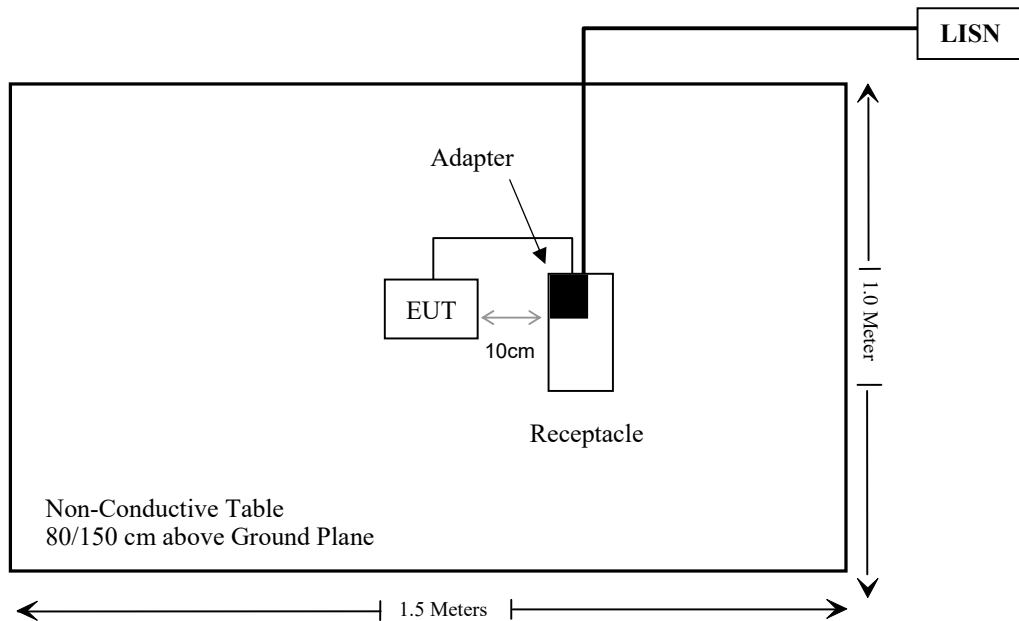 LISN
Adapter
EUT
10cm
1.0 Meter
Receptacle
Non-Conductive Table
80/150 cm above Ground Plane
1.5 Meters